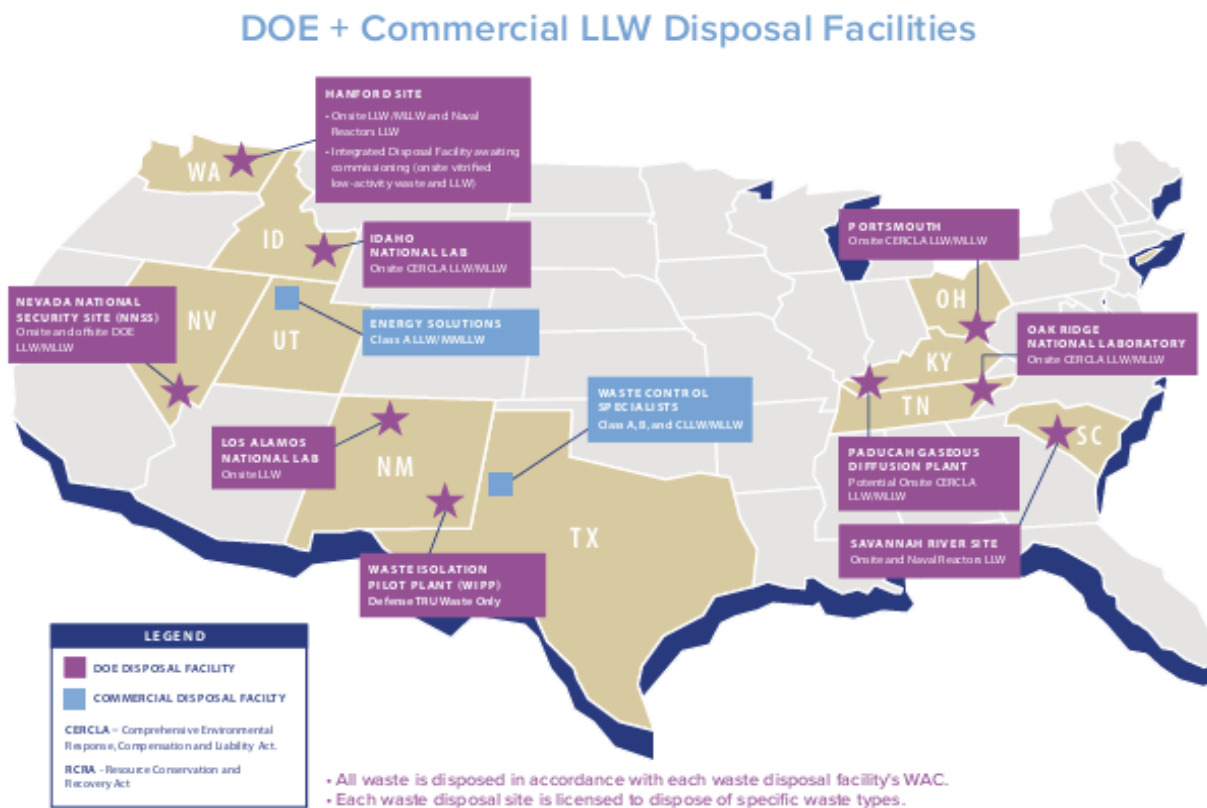 DOE + Commercial LLW Disposal Facilities
HANFORD SITE
• Onsite LLW/MLLW and Naval
Reactors LLW
• Integrated Disposal Facility awaiting
commissioning (onsite vitrified
low-activity waste and LLW)
WA
ID
IDAHO
NATIONAL LAB
Onsite CERCLA LLW/MLLW
PORTSMOUTH
Onsite CERCLA LLW/MLLW
NEVADA NATIONAL
SECURITY SITE (NNSS)
Onsite and offsite DOE
LLW/MLLW
NV
UT
ENERGY SOLUTIONS
Class A LLW/MMLLW
OH
OAK RIDGE
NATIONAL LABORATORY
Onsite CERCLA LLW/MLLW
KY
TN
WASTE CONTROL
SPECIALISTS
Class A, B, and CLLW/MLLW
LOS ALAMOS
NATIONAL LAB
Onsite LLW
NM
SC
PADUCAH GASEOUS
DIFFUSION PLANT
Potential Onsite CERCLA
LLW/MLLW
TX
SAVANNAH RIVER SITE
Onsite and Naval Reactors LLW
WASTE ISOLATION
PILOT PLANT (WIPP)
Defense TRU Waste Only
LEGEND
DOE DISPOSAL FACILITY
COMMERCIAL DISPOSAL FACILTY
CERCLA – Comprehensive Environmental
Response, Compensation and Liability Act.
RCRA - Resource Conservation and
Recovery Act
• All waste is disposed in accordance with each waste disposal facility's WAC.
• Each waste disposal site is licensed to dispose of specific waste types.